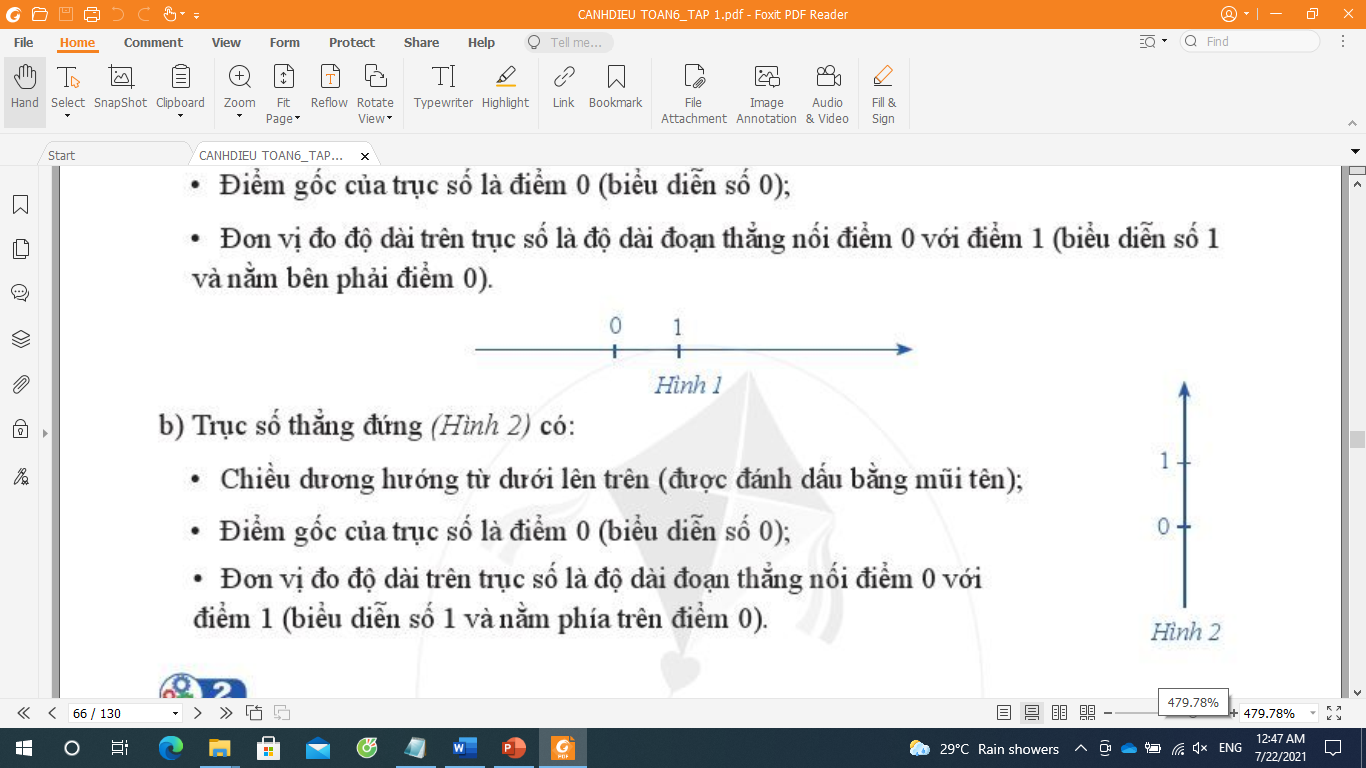 CANHDIEU TOAN6_TAP 1.pdf - Foxit PDF Reader
File Home Comment View Form Protect Share Help Tell me... Find
Hand Select SnapShot Clipboard Zoom Fit Page Reflow Rotate View Typewriter Highlight Link Bookmark File Attachment Image Annotation Audio & Video Fill & Sign
Start CANHDIEU TOAN6_TAP...
• Điểm gốc của trục số là điểm 0 (biểu diễn số 0);
• Đơn vị đo độ dài trên trục số là độ dài đoạn thẳng nối điểm 0 với điểm 1 (biểu diễn số 1
và nằm bên phải điểm 0).
0 1
Hình 1
b) Trục số thẳng đứng (Hình 2) có:
• Chiều dương hướng từ dưới lên trên (được đánh dấu bằng mũi tên);
1
• Điểm gốc của trục số là điểm 0 (biểu diễn số 0);
0
• Đơn vị đo độ dài trên trục số là độ dài đoạn thẳng nối điểm 0 với
điểm 1 (biểu diễn số 1 và nằm phía trên điểm 0).
Hình 2
2
479.78%
66 / 130 479.78%
29°C Rain showers ENG 12:47 AM
7/22/2021